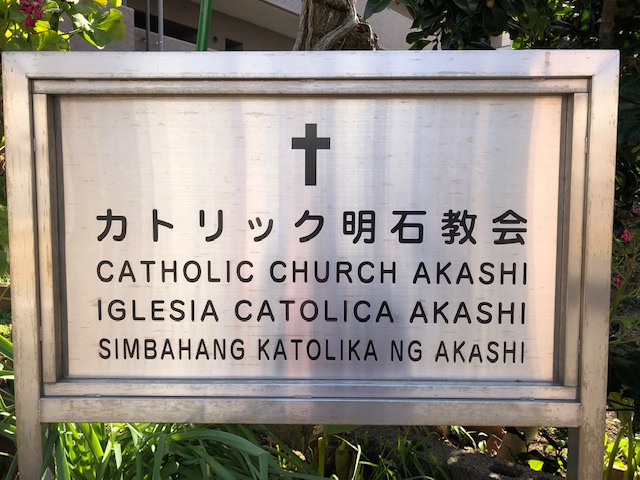 カトリック明石教会
CATHOLIC CHURCH AKASHI
IGLESIA CATOLICA AKASHI
SIMBAHANG KATOLIKA NG AKASHI